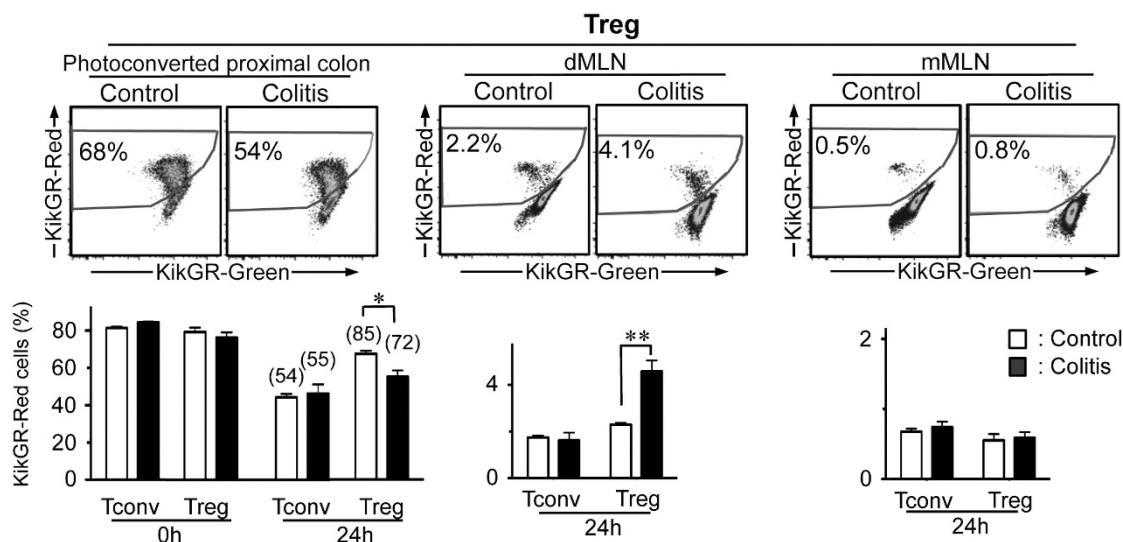 Treg
Photoconverted proximal colon
dMLN
mMLN
Control
Colitis
Control
Colitis
Control
Colitis
KikGR-Red
68%
54%
KikGR-Red
2.2%
4.1%
KikGR-Red
0.5%
0.8%
KikGR-Green
KikGR-Green
KikGR-Green
KikGR-Red cells (%)
80
60
40
20
0
(54)
(55)
(85)
*
(72)
Tconv
Treg
Tconv
Treg
0h
24h
4
2
0
**
Tconv
Treg
24h
2
0
: Control
: Colitis
Tconv
Treg
24h